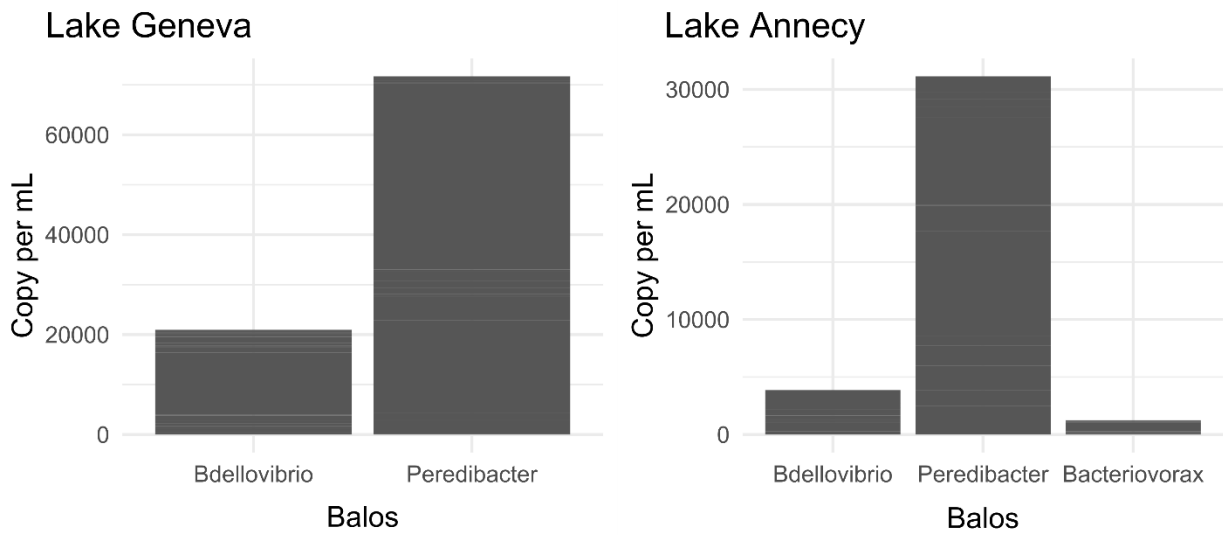 Lake Geneva
Copy per mL
60000
40000
20000
0
Bdellovibrio Peredibacter
Balos
Lake Annecy
Copy per mL
30000
20000
10000
0
Bdellovibrio Peredibacter Bacteriovorax
Balos